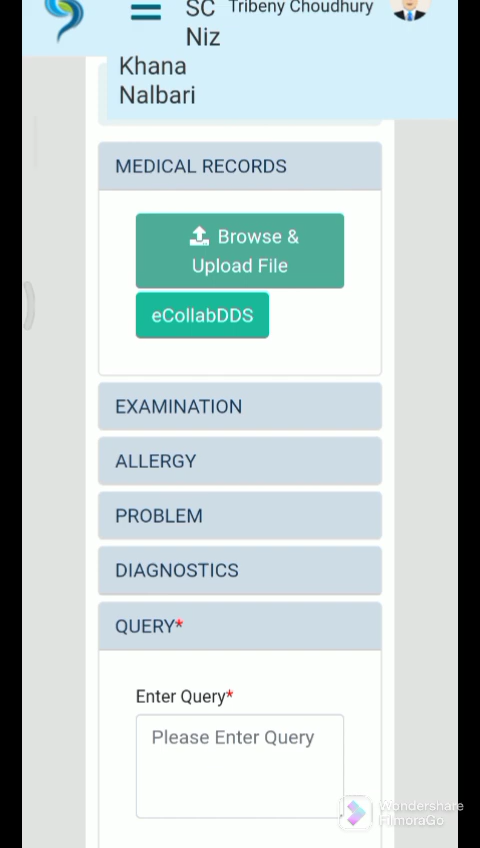 SC Tribeny Choudhury
Niz
Khana
Nalbari
MEDICAL RECORDS
Browse &
Upload File
eCollabDDS
EXAMINATION
ALLERGY
PROBLEM
DIAGNOSTICS
QUERY*
Enter Query*
Please Enter Query
Wondershare
FilmoraGo